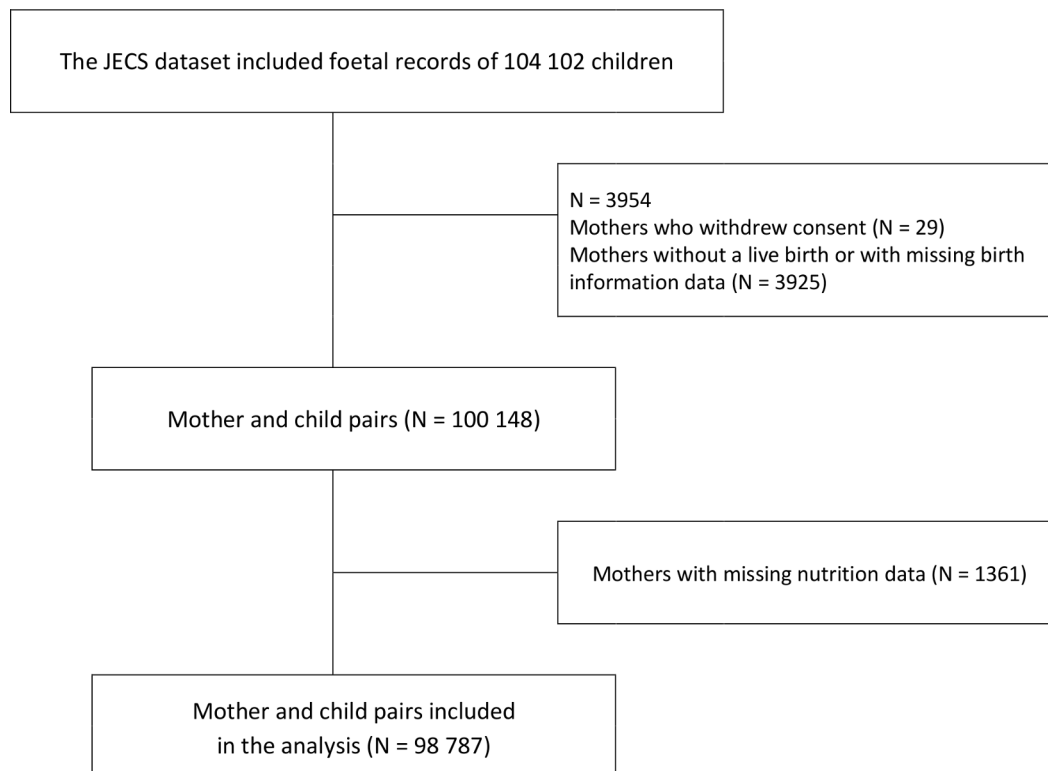 The JECS dataset included foetal records of 104 102 children
N = 3954
Mothers who withdrew consent (N = 29)
Mothers without a live birth or with missing birth
information data (N = 3925)
Mother and child pairs (N = 100 148)
Mothers with missing nutrition data (N = 1361)
Mother and child pairs included
in the analysis (N = 98 787)